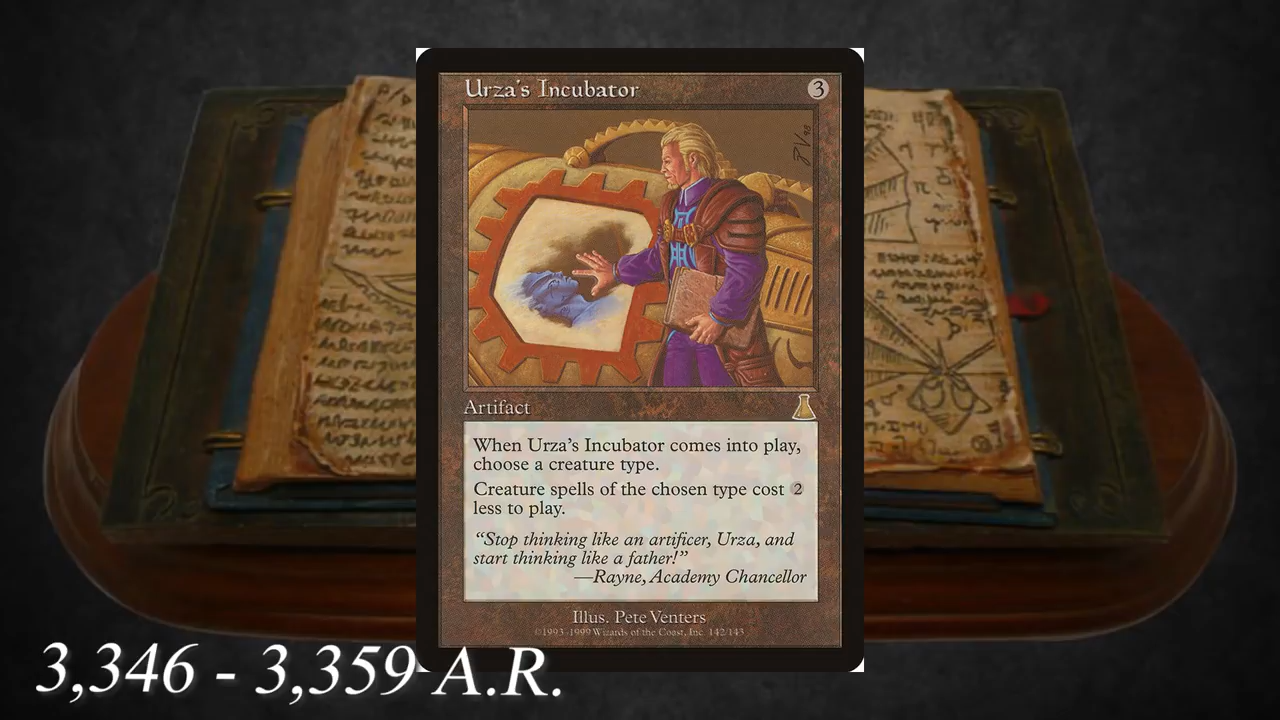 Urza's Incubator 3
PV 98
Artifact
When Urza's Incubator comes into play,
choose a creature type.
Creature spells of the chosen type cost 2
less to play.
"Stop thinking like an artificer, Urza, and
start thinking like a father!"
—Rayne, Academy Chancellor
Illus. Pete Venters
©1993-1999 Wizards of the Coast, Inc. 142/143
3,346 - 3,359 A.R.